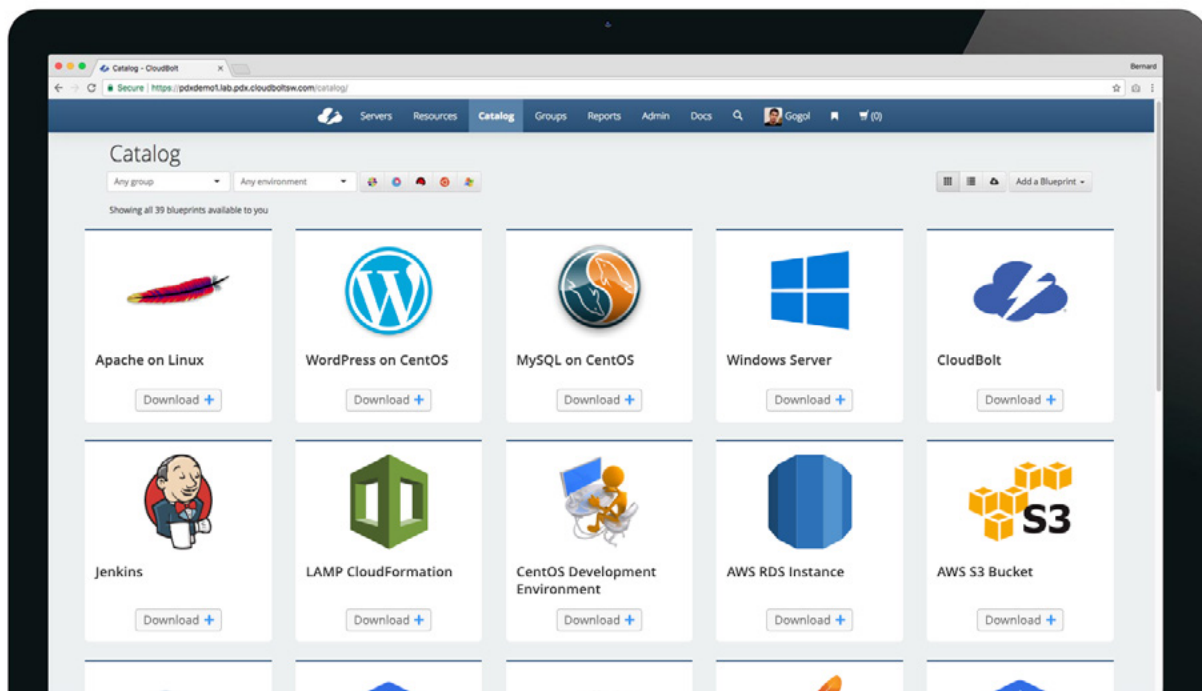 Catalog - CloudBolt
Bernard
Secure | https://pdxdemo1.lab.pdx.cloudboltsw.com/catalog/
Servers Resources Catalog Groups Reports Admin Docs Gogol (0)
Catalog
Any group Any environment Add a Blueprint
Showing all 39 blueprints available to you
Apache on Linux WordPress on CentOS MySQL on CentOS Windows Server CloudBolt
Download + Download + Download + Download + Download +
S3
Jenkins LAMP CloudFormation CentOS Development AWS RDS Instance AWS S3 Bucket
Environment
Download + Download + Download + Download + Download +